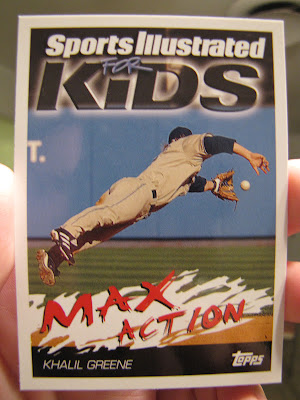 Sports Illustrated
FOR
KiDS
T.
MAX
ACTION
KHALIL GREENE
TOPPS